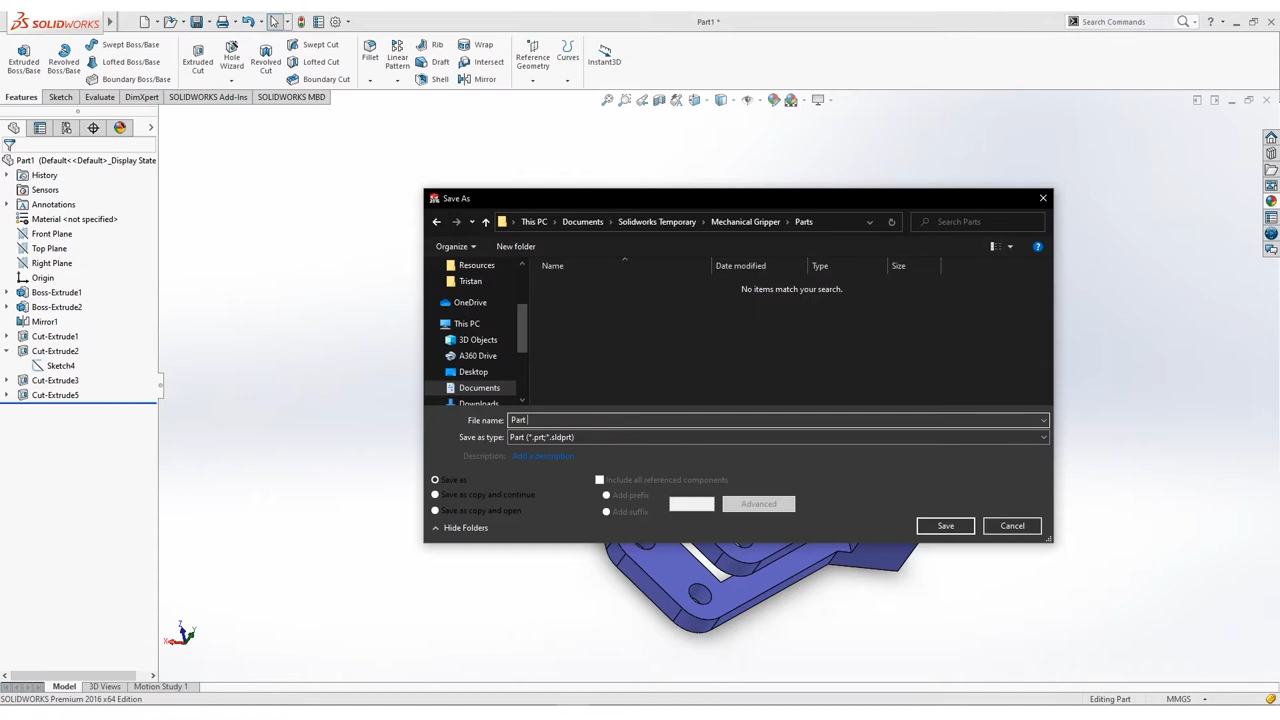 SOLIDWORKS
Part1 *
Search Commands
Extruded Boss/Base
Revolved Boss/Base
Swept Boss/Base
Lofted Boss/Base
Boundary Boss/Base
Extruded Cut
Hole Wizard
Revolved Cut
Swept Cut
Lofted Cut
Boundary Cut
Fillet
Linear Pattern
Rib
Draft
Shell
Wrap
Intersect
Mirror
Reference Geometry
Curves
Instant3D
Features Sketch Evaluate DimXpert SOLIDWORKS Add-Ins SOLIDWORKS MBD
Part1 (Default<<Default>_Display State
History
Sensors
Annotations
Material <not specified>
Front Plane
Top Plane
Right Plane
Origin
Boss-Extrude1
Boss-Extrude2
Mirror1
Cut-Extrude1
Cut-Extrude2
Sketch4
Cut-Extrude3
Cut-Extrude5
Save As
This PC > Documents > Solidworks Temporary > Mechanical Gripper > Parts
Search Parts
Organize New folder
Resources
Tristan
OneDrive
This PC
3D Objects
A360 Drive
Desktop
Documents
Downloads
Name Date modified Type Size
No items match your search.
File name: Part
Save as type: Part (*.prt;*.sldprt)
Description: Add a description
Save as
Save as copy and continue
Save as copy and open
Include all referenced components
Add prefix
Add suffix
Advanced
Hide Folders
Save Cancel
Z
X Y
Model 3D Views Motion Study 1
SOLIDWORKS Premium 2016 x64 Edition
Editing Part MMGS